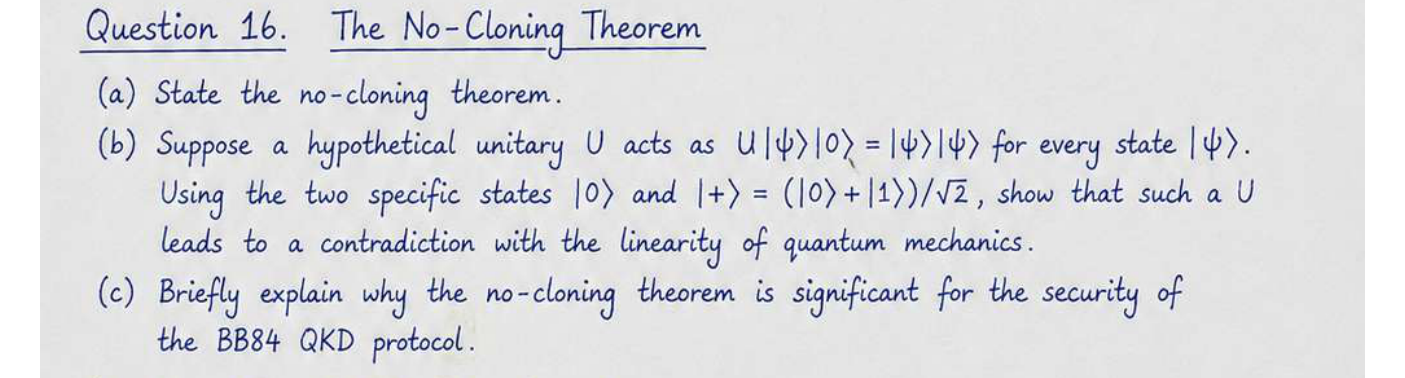 Question 16. The No-Cloning Theorem
(a) State the no-cloning theorem.
(b) Suppose a hypothetical unitary U acts as U|ψ⟩|0⟩ = |ψ⟩|ψ⟩ for every state |ψ⟩.
Using the two specific states |0⟩ and |+⟩ = (|0⟩+|1⟩)/√2, show that such a U
leads to a contradiction with the linearity of quantum mechanics.
(c) Briefly explain why the no-cloning theorem is significant for the security of
the BB84 QKD protocol.